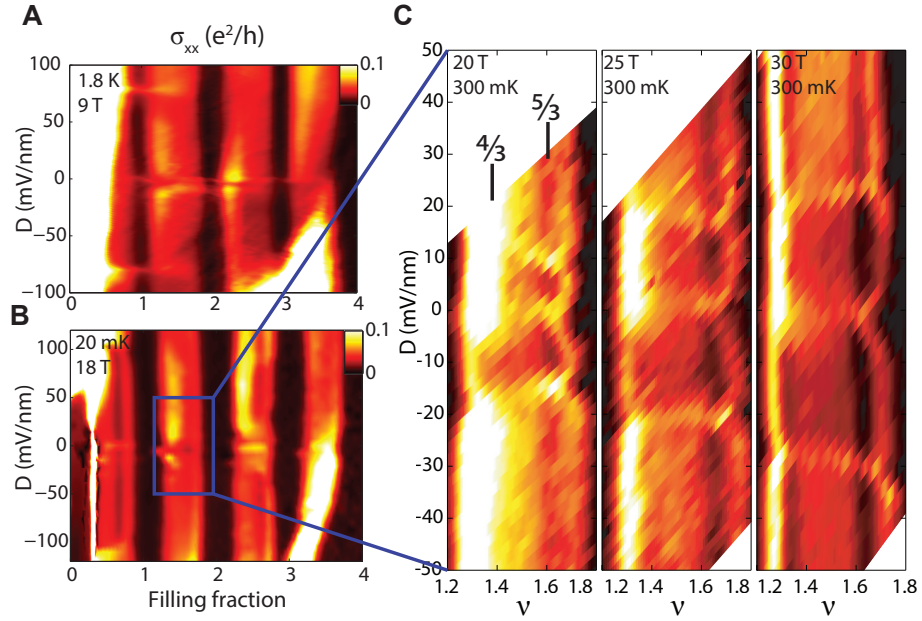 A
σxx (e²/h)
1.8 K
9 T
0.1
0
100
50
0
−50
−100
D (mV/nm)
0 1 2 3 4
B
20 mK
18 T
0.1
0
100
50
0
−50
−100
D (mV/nm)
0 1 2 3 4
Filling fraction
C
50
40
30
20
10
0
-10
-20
-30
-40
-50
D (mV/nm)
20 T
300 mK
4/3
5/3
25 T
300 mK
30 T
300 mK
1.2 1.4 1.6 1.8
1.4 1.6 1.8
1.4 1.6 1.8
ν ν ν